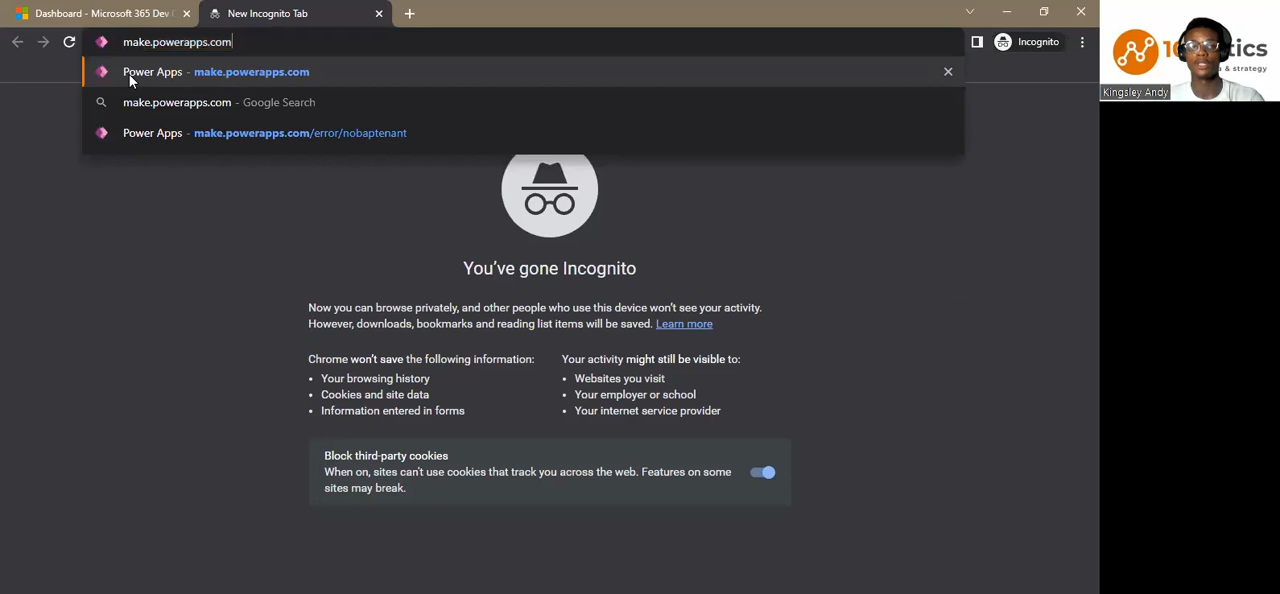 Dashboard - Microsoft 365 Dev
New Incognito Tab
make.powerapps.com
Incognito
Power Apps - make.powerapps.com
make.powerapps.com - Google Search
Power Apps - make.powerapps.com/error/nobaptenant
You've gone Incognito
Now you can browse privately, and other people who use this device won't see your activity.
However, downloads, bookmarks and reading list items will be saved. Learn more
Chrome won't save the following information:
• Your browsing history
• Cookies and site data
• Information entered in forms
Your activity might still be visible to:
• Websites you visit
• Your employer or school
• Your internet service provider
Block third-party cookies
When on, sites can't use cookies that track you across the web. Features on some
sites may break.
& strategy
Kingsley Andy